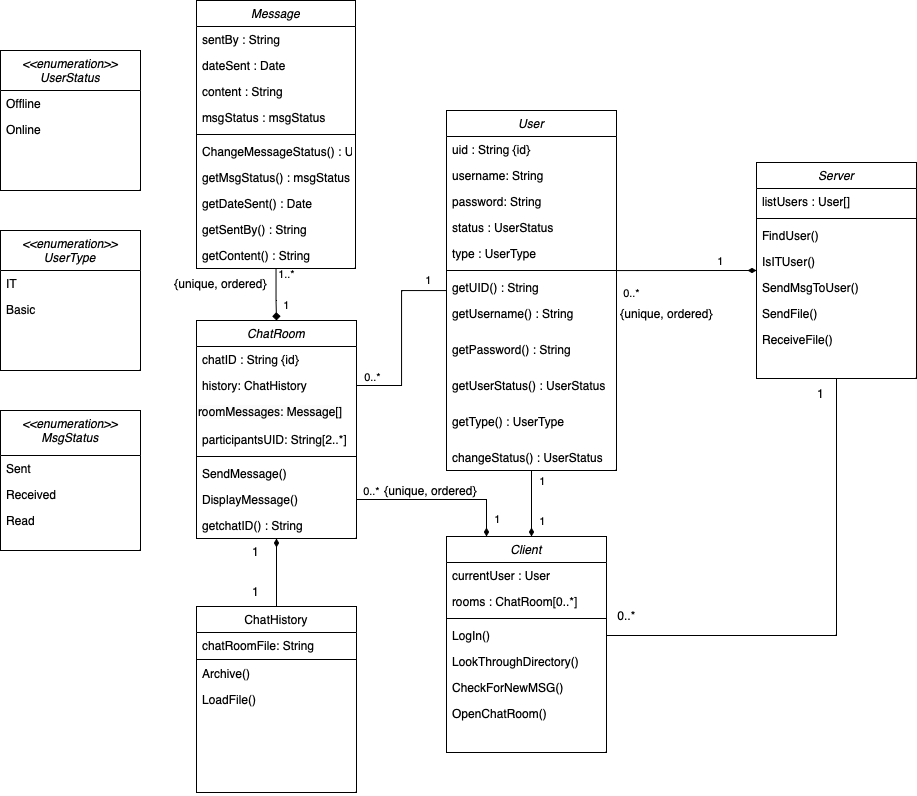 Message
sentBy : String
dateSent : Date
content : String
msgStatus : msgStatus
ChangeMessageStatus() : U
getMsgStatus() : msgStatus
getDateSent() : Date
getSentBy() : String
getContent() : String
<<enumeration>>
UserStatus
Offline
Online
<<enumeration>>
UserType
IT
Basic
<<enumeration>>
MsgStatus
Sent
Received
Read
1..*
{unique, ordered}
1
ChatRoom
chatID : String {id}
history: ChatHistory
roomMessages: Message[]
participantsUID: String[2..*]
SendMessage()
DisplayMessage()
getchatID() : String
1
0..*
0..* {unique, ordered}
1
1
1
ChatHistory
chatRoomFile: String
Archive()
LoadFile()
User
uid : String {id}
username: String
password: String
status : UserStatus
type : UserType
getUID() : String
getUsername() : String
getPassword() : String
getUserStatus() : UserStatus
getType() : UserType
changeStatus() : UserStatus
1
0..*
{unique, ordered}
1
1
Client
currentUser : User
rooms : ChatRoom[0..*]
LogIn()
LookThroughDirectory()
CheckForNewMSG()
OpenChatRoom()
Server
listUsers : User[]
FindUser()
IsITUser()
SendMsgToUser()
SendFile()
ReceiveFile()
1
0..*